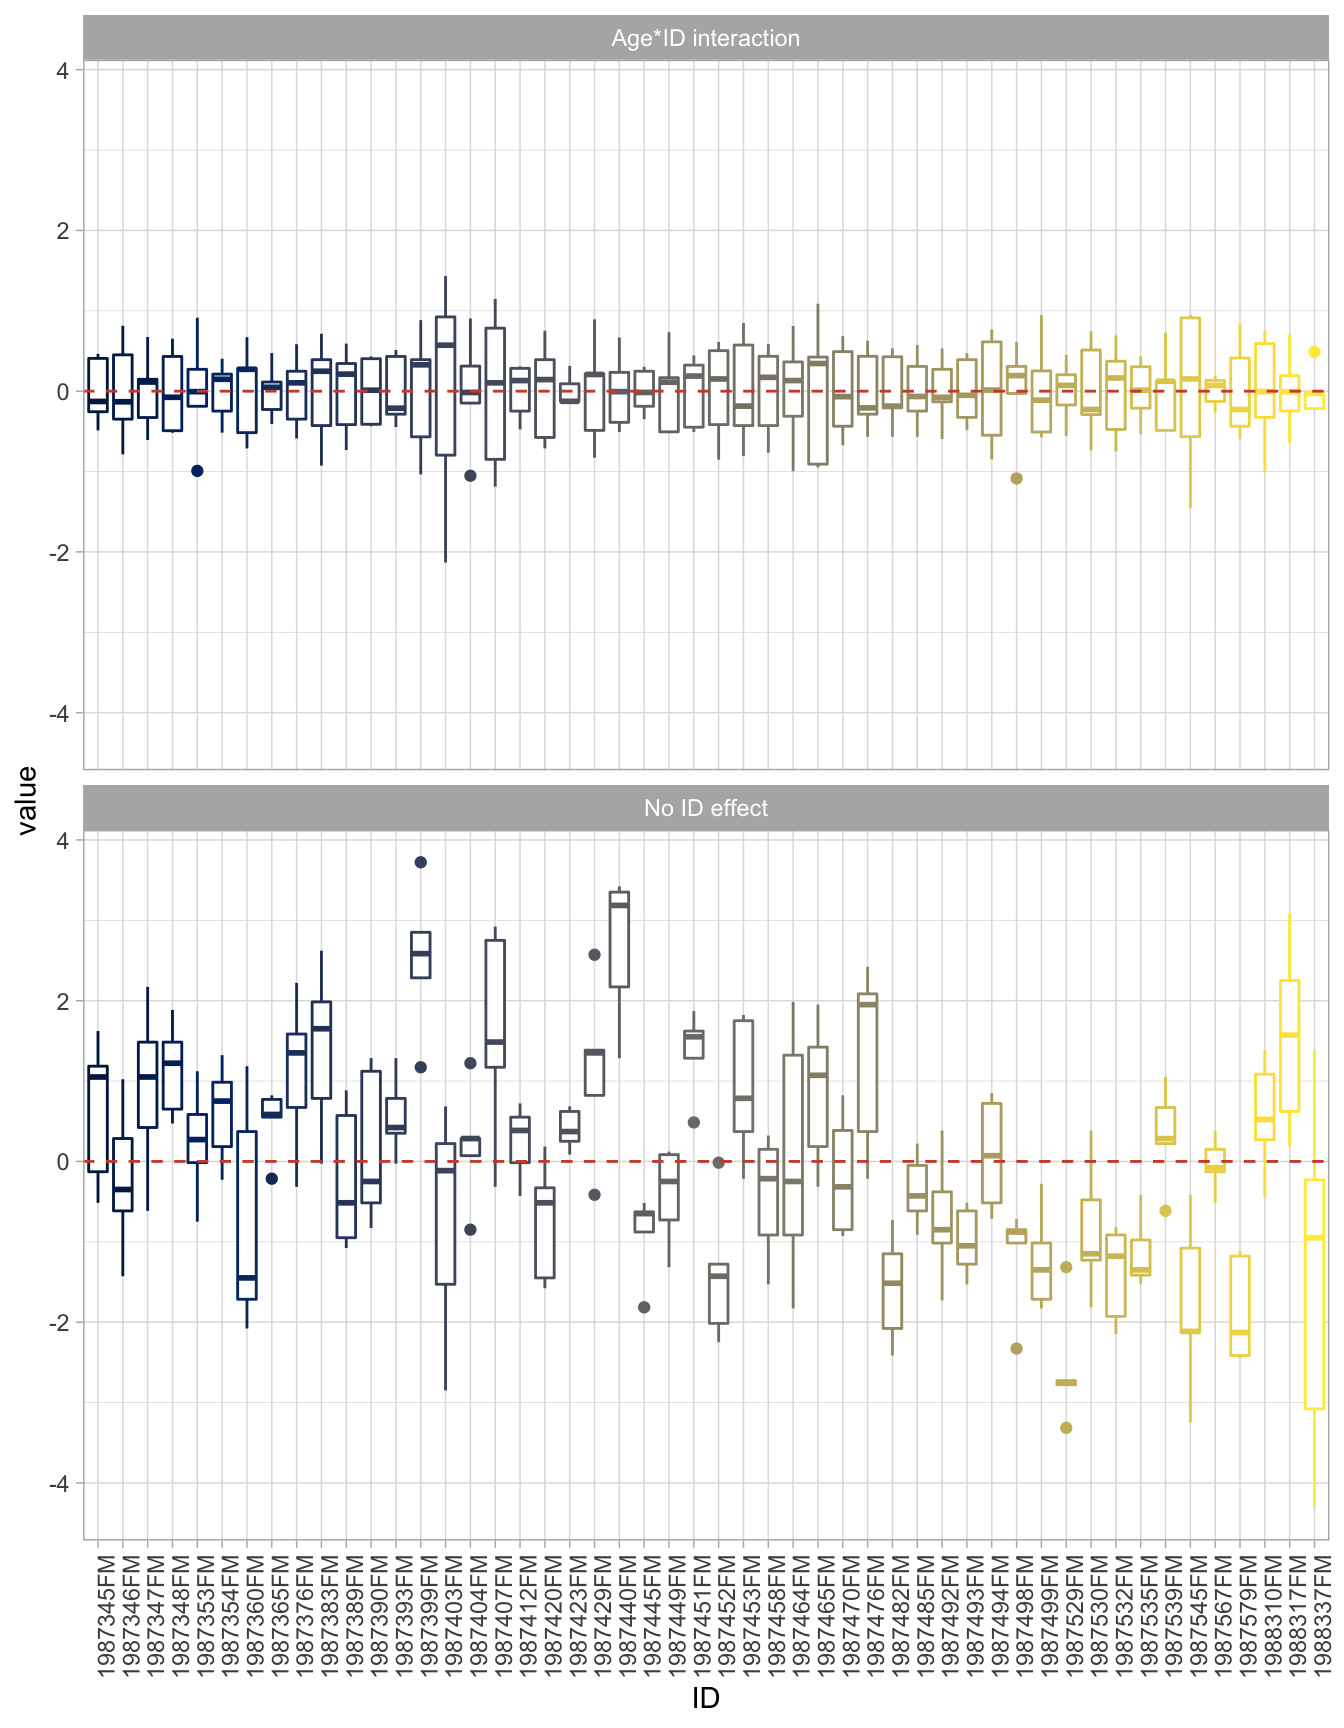 Age*ID interaction
4
2
0
-2
-4
value
No ID effect
4
2
0
-2
-4
1987345FM
1987346FM
1987347FM
1987348FM
1987353FM
1987354FM
1987360FM
1987365FM
1987376FM
1987383FM
1987389FM
1987390FM
1987393FM
1987399FM
1987403FM
1987404FM
1987407FM
1987412FM
1987420FM
1987423FM
1987429FM
1987440FM
1987445FM
1987449FM
1987451FM
1987452FM
1987453FM
1987458FM
1987464FM
1987465FM
1987470FM
1987476FM
1987482FM
1987485FM
1987492FM
1987493FM
1987494FM
1987498FM
1987499FM
1987529FM
1987530FM
1987532FM
1987535FM
1987539FM
1987545FM
1987567FM
1987579FM
1988310FM
1988317FM
1988337FM
ID